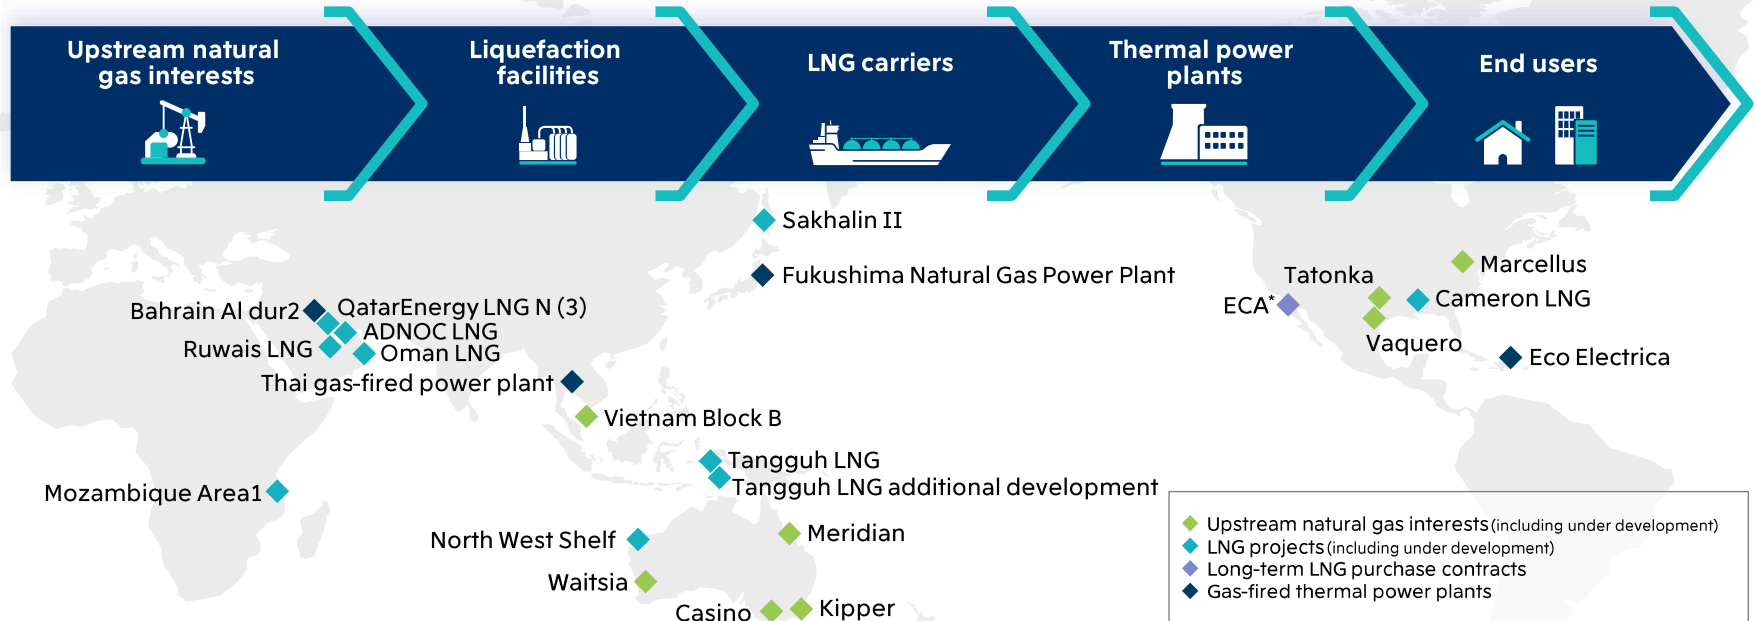 Upstream natural
gas interests
Liquefaction
facilities
LNG carriers
Thermal power
plants
End users
Sakhalin II
Fukushima Natural Gas Power Plant
Marcellus
Tatonka
Cameron LNG
ECA*
Vaquero
Eco Electrica
Bahrain Al dur2
QatarEnergy LNG N (3)
ADNOC LNG
Ruwais LNG
Oman LNG
Thai gas-fired power plant
Vietnam Block B
Tangguh LNG
Tangguh LNG additional development
Mozambique Area1
North West Shelf
Meridian
Waitsia
Casino
Kipper
Upstream natural gas interests (including under development)
LNG projects (including under development)
Long-term LNG purchase contracts
Gas-fired thermal power plants